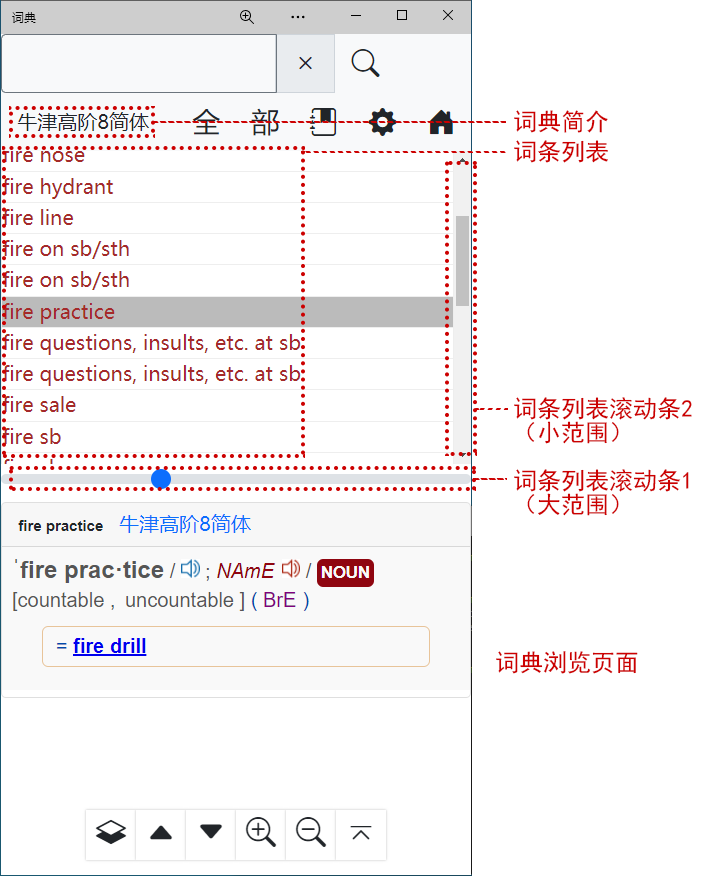 词典
牛津高阶8简体
全 部
词典简介
词条列表
fire nose
fire hydrant
fire line
fire on sb/sth
fire on sb/sth
fire practice
fire questions, insults, etc. at sb
fire questions, insults, etc. at sb
fire sale
fire sb
词条列表滚动条2
（小范围）
词条列表滚动条1
（大范围）
fire practice 牛津高阶8简体
ˈfire prac·tice / ; NAmE / NOUN
[countable , uncountable ] ( BrE )
= fire drill
词典浏览页面